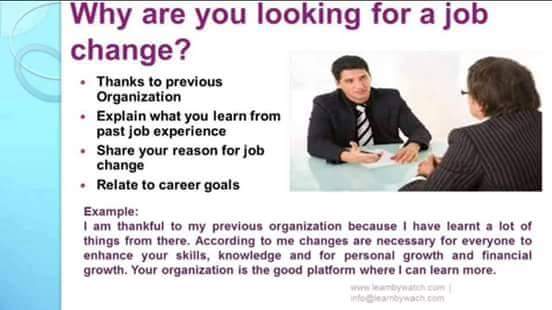 Why are you looking for a job
change?
• Thanks to previous
Organization
• Explain what you learn from
past job experience
• Share your reason for job
change
• Relate to career goals
Example:
I am thankful to my previous organization because I have learnt a lot of
things from there. According to me changes are necessary for everyone to
enhance your skills, knowledge and for personal growth and financial
growth. Your organization is the good platform where I can learn more.
www.learnbywatch.com |
info@learnbywach.com